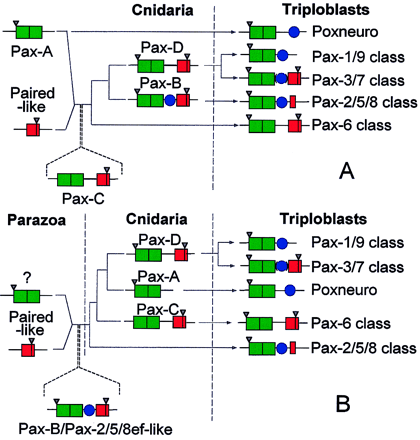 Cnidaria Triploblasts
Poxneuro
Pax-A
Pax-D
Pax-1/9 class
Pax-B
Pax-3/7 class
Paired-like
Pax-2/5/8 class
Pax-6 class
Pax-C
A
Parazoa Cnidaria Triploblasts
Pax-D
Pax-1/9 class
?
Pax-3/7 class
Pax-A
Poxneuro
Paired-like
Pax-C
Pax-6 class
Pax-2/5/8 class
Pax-B/Pax-2/5/8ef-like
B